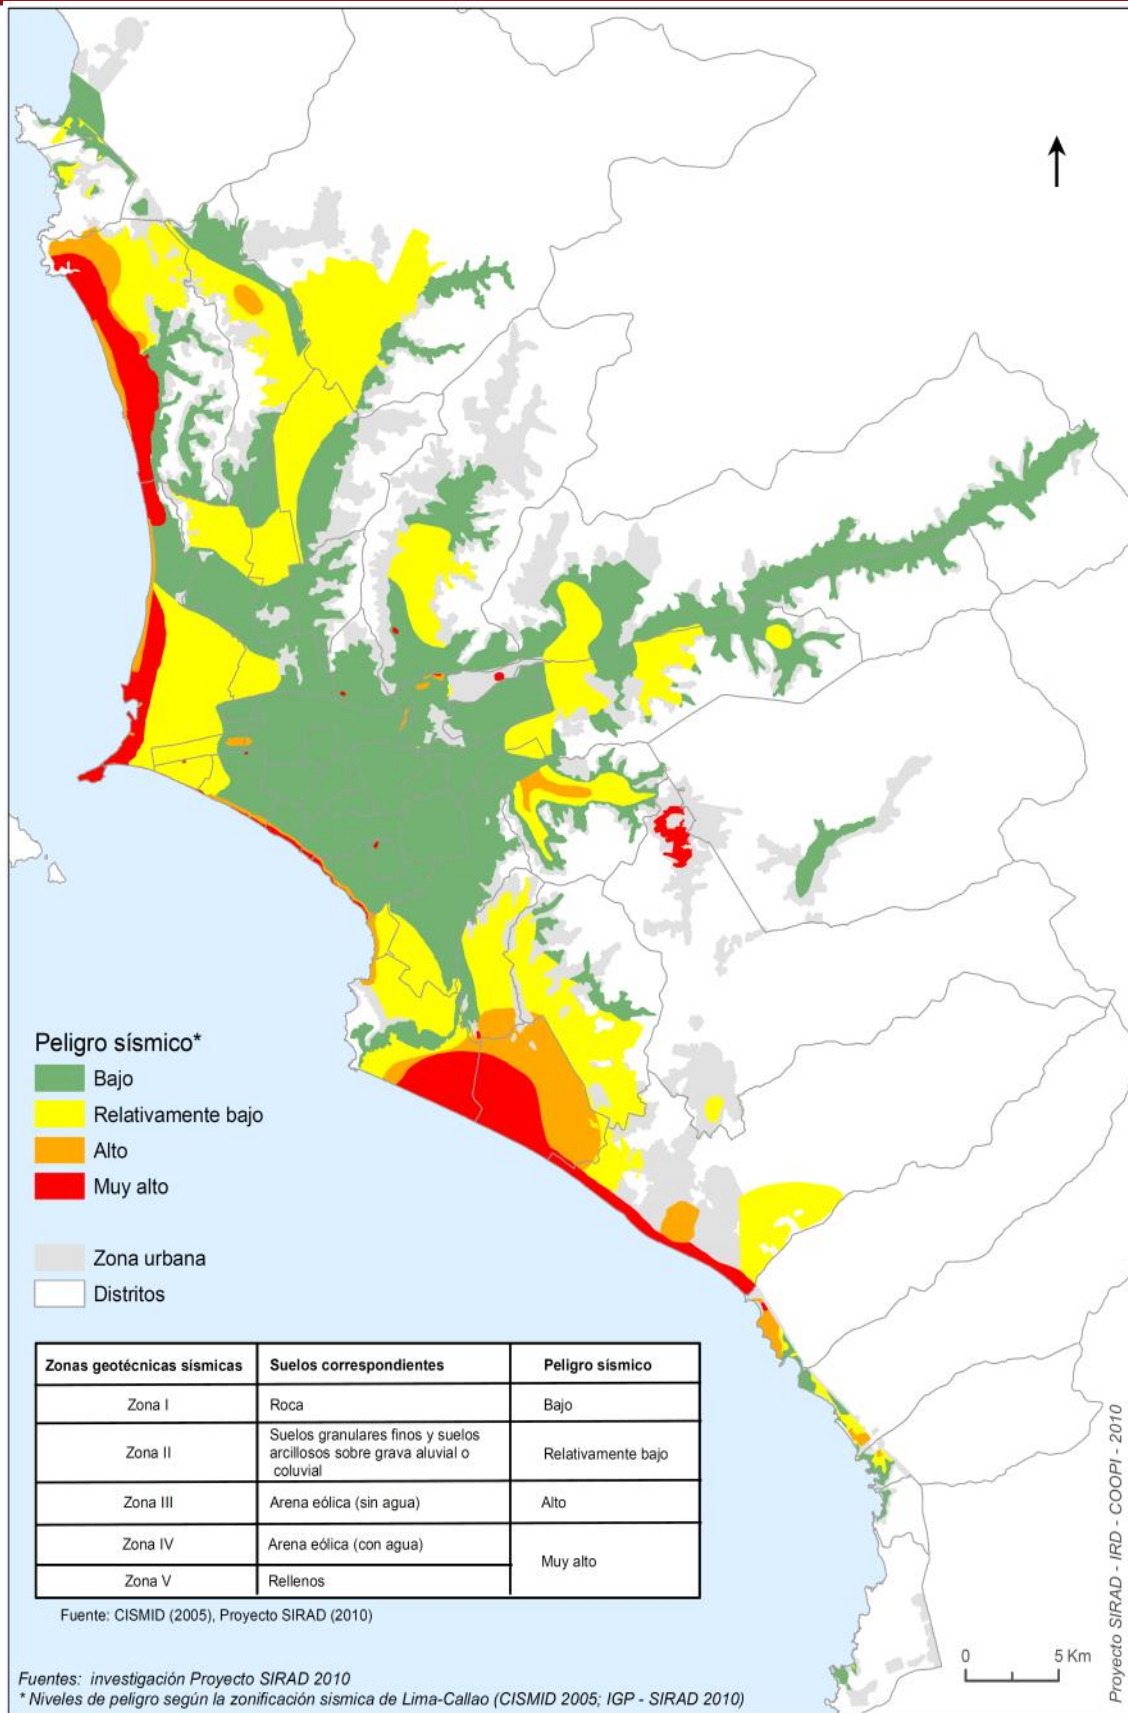 Peligro sísmico*
Bajo
Relativamente bajo
Alto
Muy alto
Zona urbana
Distritos
Zonas geotécnicas sísmicas
Suelos correspondientes
Peligro sísmico
Zona I
Roca
Bajo
Zona II
Suelos granulares finos y suelos
arcillosos sobre grava aluvial o
coluvial
Relativamente bajo
Zona III
Arena eólica (sin agua)
Alto
Zona IV
Arena eólica (con agua)
Muy alto
Zona V
Rellenos
Fuente: CISMID (2005), Proyecto SIRAD (2010)
Fuentes: investigación Proyecto SIRAD 2010
* Niveles de peligro según la zonificación sismica de Lima-Callao (CISMID 2005; IGP - SIRAD 2010)
0 5 Km
Proyecto SIRAD - IRD - COOPI - 2010